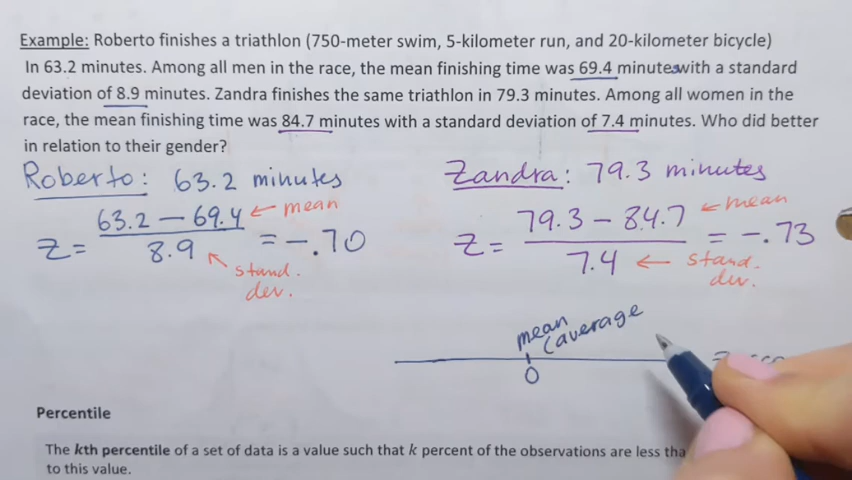 Example: Roberto finishes a triathlon (750-meter swim, 5-kilometer run, and 20-kilometer bicycle)
In 63.2 minutes. Among all men in the race, the mean finishing time was 69.4 minutes with a standard
deviation of 8.9 minutes. Zandra finishes the same triathlon in 79.3 minutes. Among all women in the
race, the mean finishing time was 84.7 minutes with a standard deviation of 7.4 minutes. Who did better
in relation to their gender?
Roberto: 63.2 minutes
Z = 63.2 - 69.4 ← mean
8.9 = -.70
stand.
dev.
Zandra: 79.3 minutes
Z = 79.3 - 84.7 ← mean
7.4 = -.73
← stand.
dev.
mean
(average
0
Percentile
The kth percentile of a set of data is a value such that k percent of the observations are less
to this value.